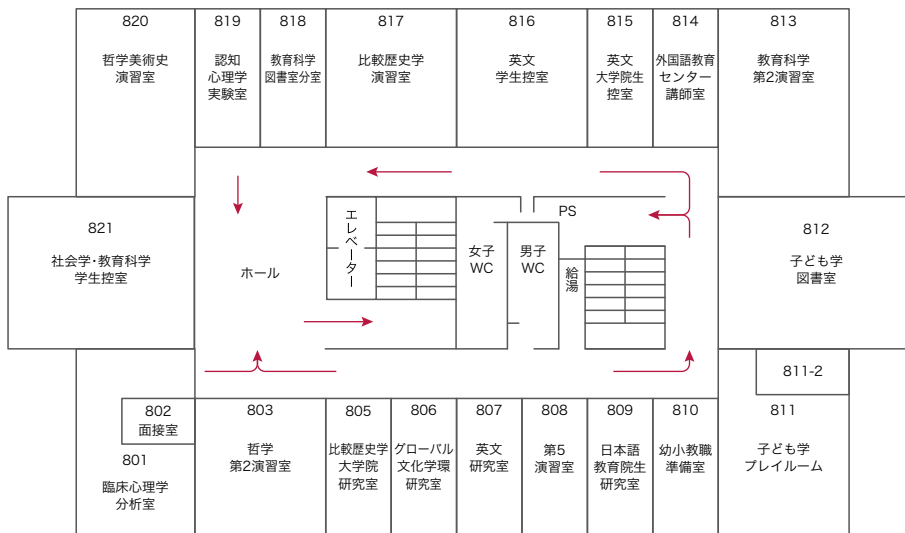 820
哲学美術史
演習室
819
認知
心理学
実験室
818
教育科学
図書室分室
817
比較歴史学
演習室
816
英文
学生控室
815
英文
大学院生
控室
814
外国語教育
センター
講師室
813
教育科学
第2演習室
821
社会学・教育科学
学生控室
ホール
エレベーター
女子
WC
男子
WC
PS
給湯
812
子ども学
図書室
811-2
802
面接室
801
臨床心理学
分析室
803
哲学
第2演習室
805
比較歴史学
大学院
研究室
806
グローバル
文化学環
研究室
807
英文
研究室
808
第5
演習室
809
日本語
教育院生
研究室
810
幼小教職
準備室
811
子ども学
プレイルーム